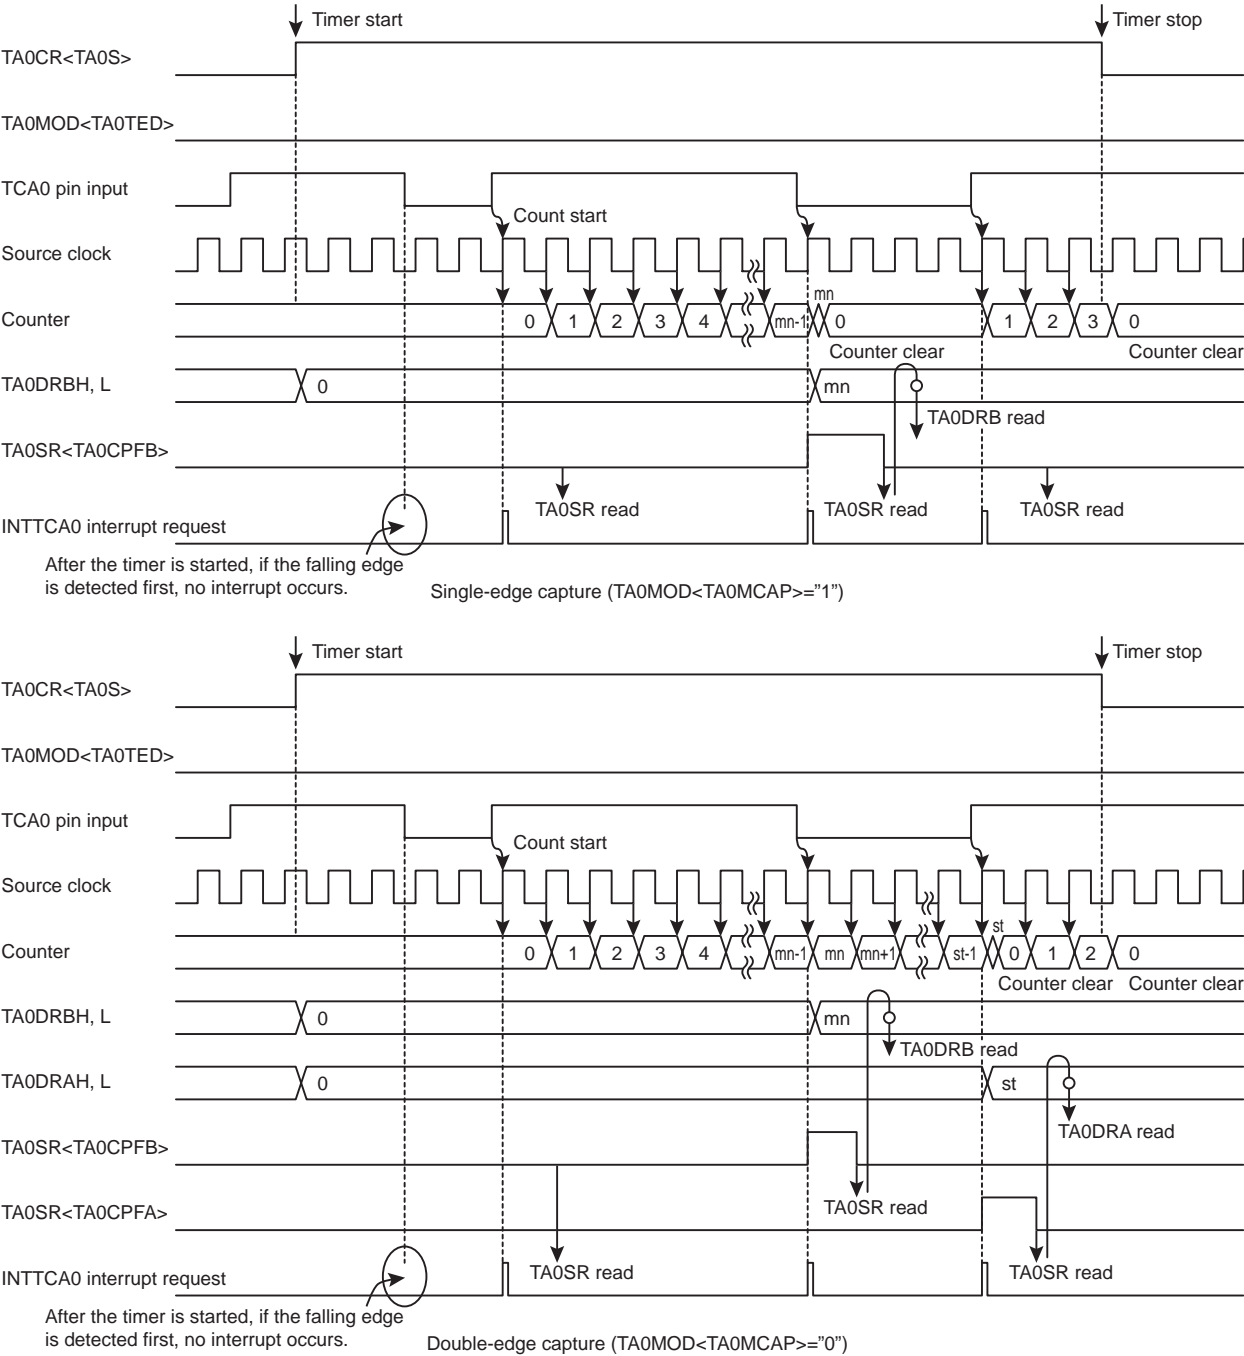 Timer start
Timer stop
TA0CR<TA0S>
TA0MOD<TA0TED>
TCA0 pin input
Count start
Source clock
mn
Counter
0 1 2 3 4 mn-1 0 1 2 3 0
Counter clear
Counter clear
TA0DRBH, L
0
mn
TA0DRB read
TA0SR<TA0CPFB>
TA0SR read
TA0SR read
TA0SR read
INTTCA0 interrupt request
After the timer is started, if the falling edge
is detected first, no interrupt occurs.
Single-edge capture (TA0MOD<TA0MCAP>=”1”)
Timer start
Timer stop
TA0CR<TA0S>
TA0MOD<TA0TED>
TCA0 pin input
Count start
Source clock
st
Counter
0 1 2 3 4 mn-1 mn mn+1 st-1 0 1 2 0
Counter clear
Counter clear
TA0DRBH, L
0
mn
TA0DRB read
TA0DRAH, L
0
st
TA0DRA read
TA0SR<TA0CPFB>
TA0SR read
TA0SR<TA0CPFA>
TA0SR read
TA0SR read
INTTCA0 interrupt request
After the timer is started, if the falling edge
is detected first, no interrupt occurs.
Double-edge capture (TA0MOD<TA0MCAP>=”0”)